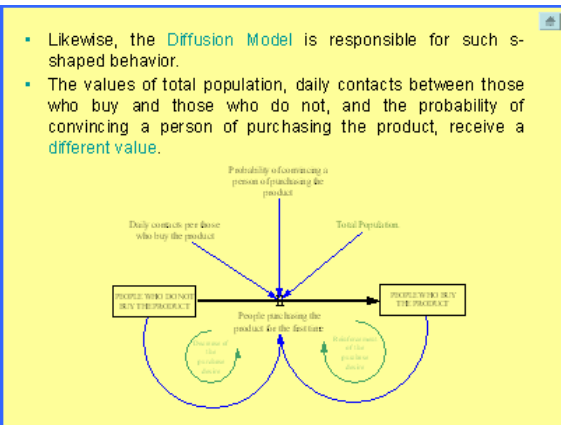 Likewise, the Diffusion Model is responsible for such s-
shaped behavior.
The values of total population, daily contacts between those
who buy and those who do not, and the probability of
convincing a person of purchasing the product, receive a
different value.
Probability of convincing a
person of purchasing the
product
Daily contacts per those
who buy the product
Total Population
PEOPLE WHO DO NOT
BUY THE PRODUCT
PEOPLE WHO BUY
THE PRODUCT
People purchasing the
product for the first time
of the